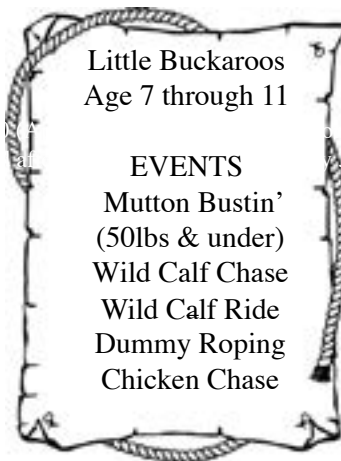 Little Buckaroos
Age 7 through 11
EVENTS
Mutton Bustin’
(50lbs & under)
Wild Calf Chase
Wild Calf Ride
Dummy Roping
Chicken Chase